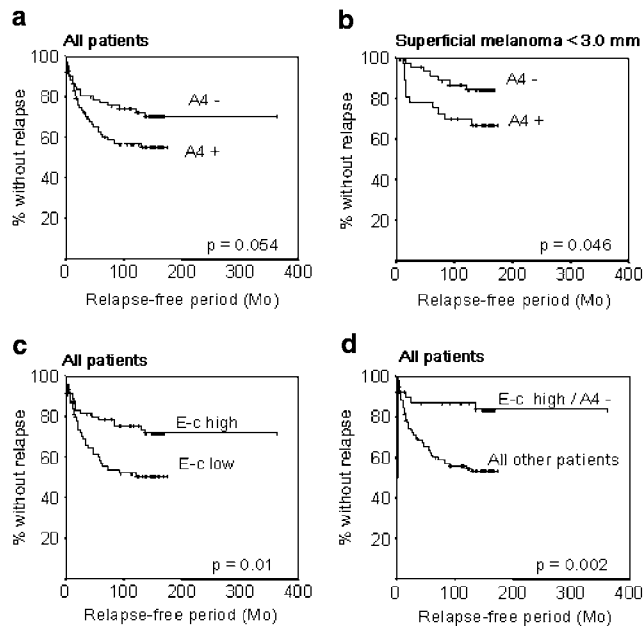 a
All patients
% without relapse
100
80
60
40
20
A4 -
A4 +
p = 0.054
0 100 200 300 400
Relapse-free period (Mo)
b
Superficial melanoma < 3.0 mm
% without relapse
100
80
60
40
20
A4 -
A4 +
p = 0.046
0 100 200 300 400
Relapse-free period (Mo)
c
All patients
% without relapse
100
80
60
40
20
E-c high
E-c low
p = 0.01
0 100 200 300 400
Relapse-free period (Mo)
d
All patients
% without relapse
100
80
60
40
20
E-c high / A4 -
All other patients
p = 0.002
0 100 200 300 400
Relapse-free period (Mo)